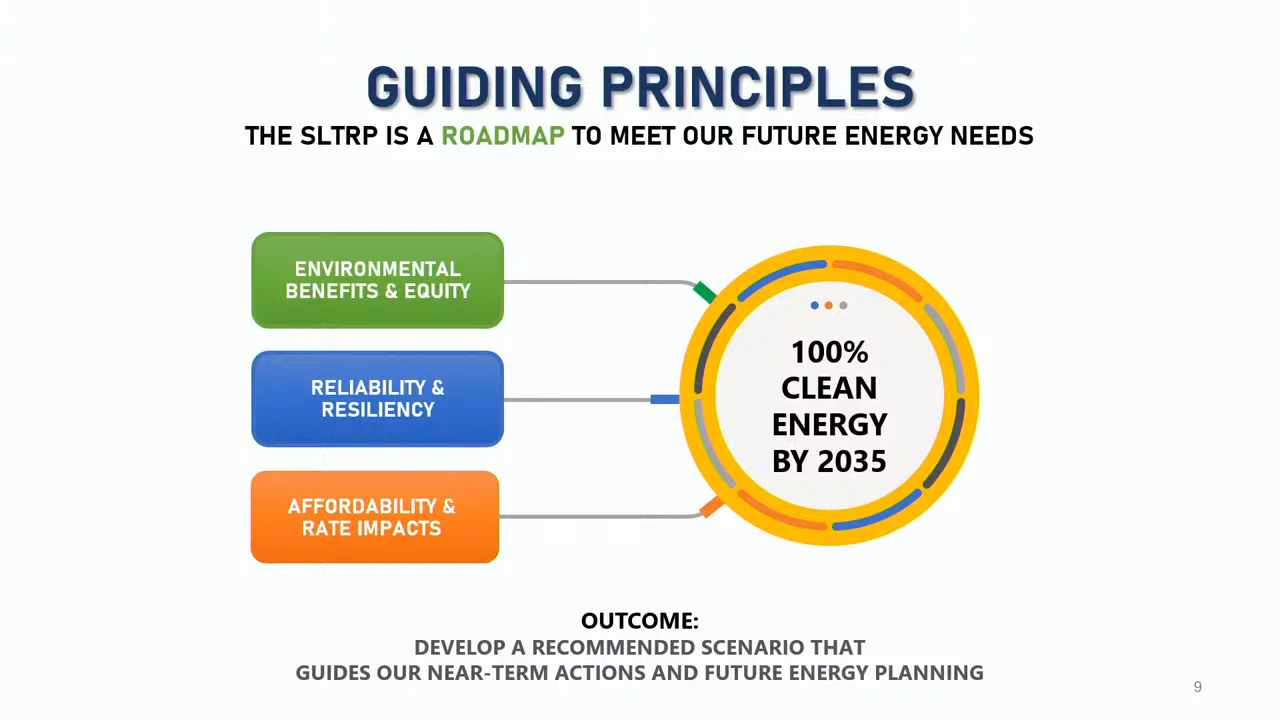 GUIDING PRINCIPLES
THE SLTRP IS A ROADMAP TO MEET OUR FUTURE ENERGY NEEDS
ENVIRONMENTAL
BENEFITS & EQUITY
RELIABILITY &
RESILIENCY
AFFORDABILITY &
RATE IMPACTS
100%
CLEAN
ENERGY
BY 2035
OUTCOME:
DEVELOP A RECOMMENDED SCENARIO THAT
GUIDES OUR NEAR-TERM ACTIONS AND FUTURE ENERGY PLANNING
9